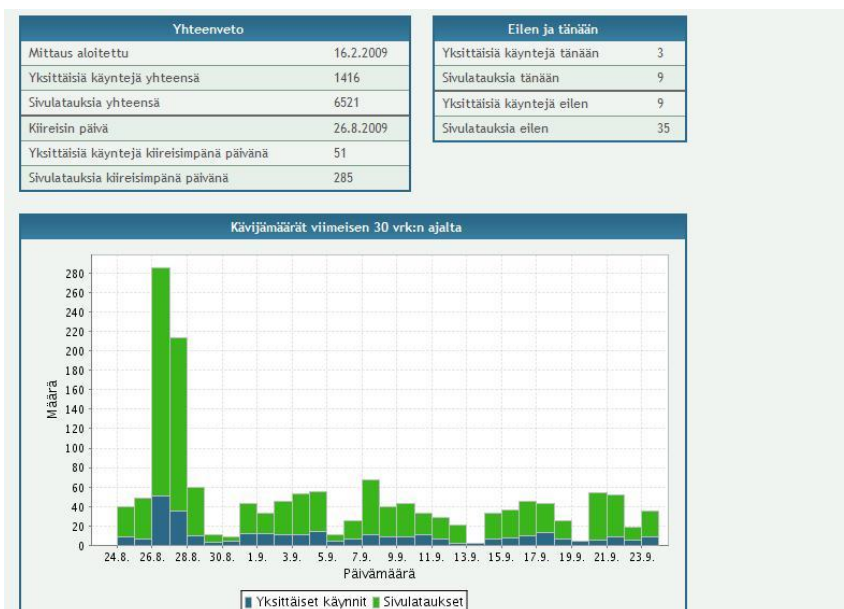 Yhteenveto
Mittaus aloitettu 16.2.2009
Yksittäisiä käyntejä yhteensä 1416
Sivulatauksia yhteensä 6521
Kiireisin päivä 26.8.2009
Yksittäisiä käyntejä kiireisimpänä päivänä 51
Sivulatauksia kiireisimpänä päivänä 285
Eilen ja tänään
Yksittäisiä käyntejä tänään 3
Sivulatauksia tänään 9
Yksittäisiä käyntejä eilen 9
Sivulatauksia eilen 35
Kävijämäärät viimeisen 30 vrk:n ajalta
Määrä
280
260
240
220
200
180
160
140
120
100
80
60
40
20
0
24.8. 26.8. 28.8. 30.8. 1.9. 3.9. 5.9. 7.9. 9.9. 11.9. 13.9. 15.9. 17.9. 19.9. 21.9. 23.9.
Päivämäärä
Yksittäiset käynnit Sivulataukset